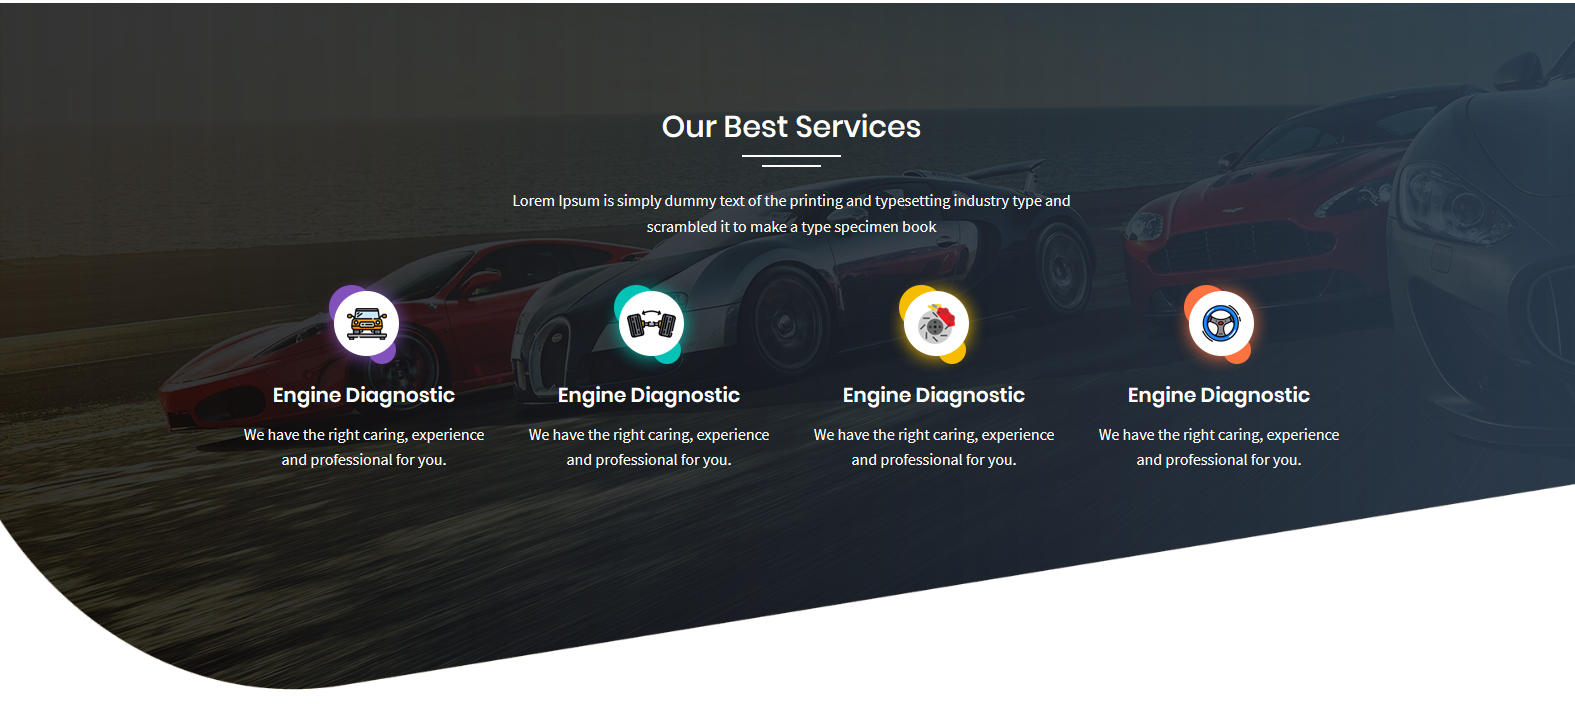 Our Best Services
Lorem Ipsum is simply dummy text of the printing and typesetting industry type and
scrambled it to make a type specimen book
Engine Diagnostic
We have the right caring, experience
and professional for you.
Engine Diagnostic
We have the right caring, experience
and professional for you.
Engine Diagnostic
We have the right caring, experience
and professional for you.
Engine Diagnostic
We have the right caring, experience
and professional for you.